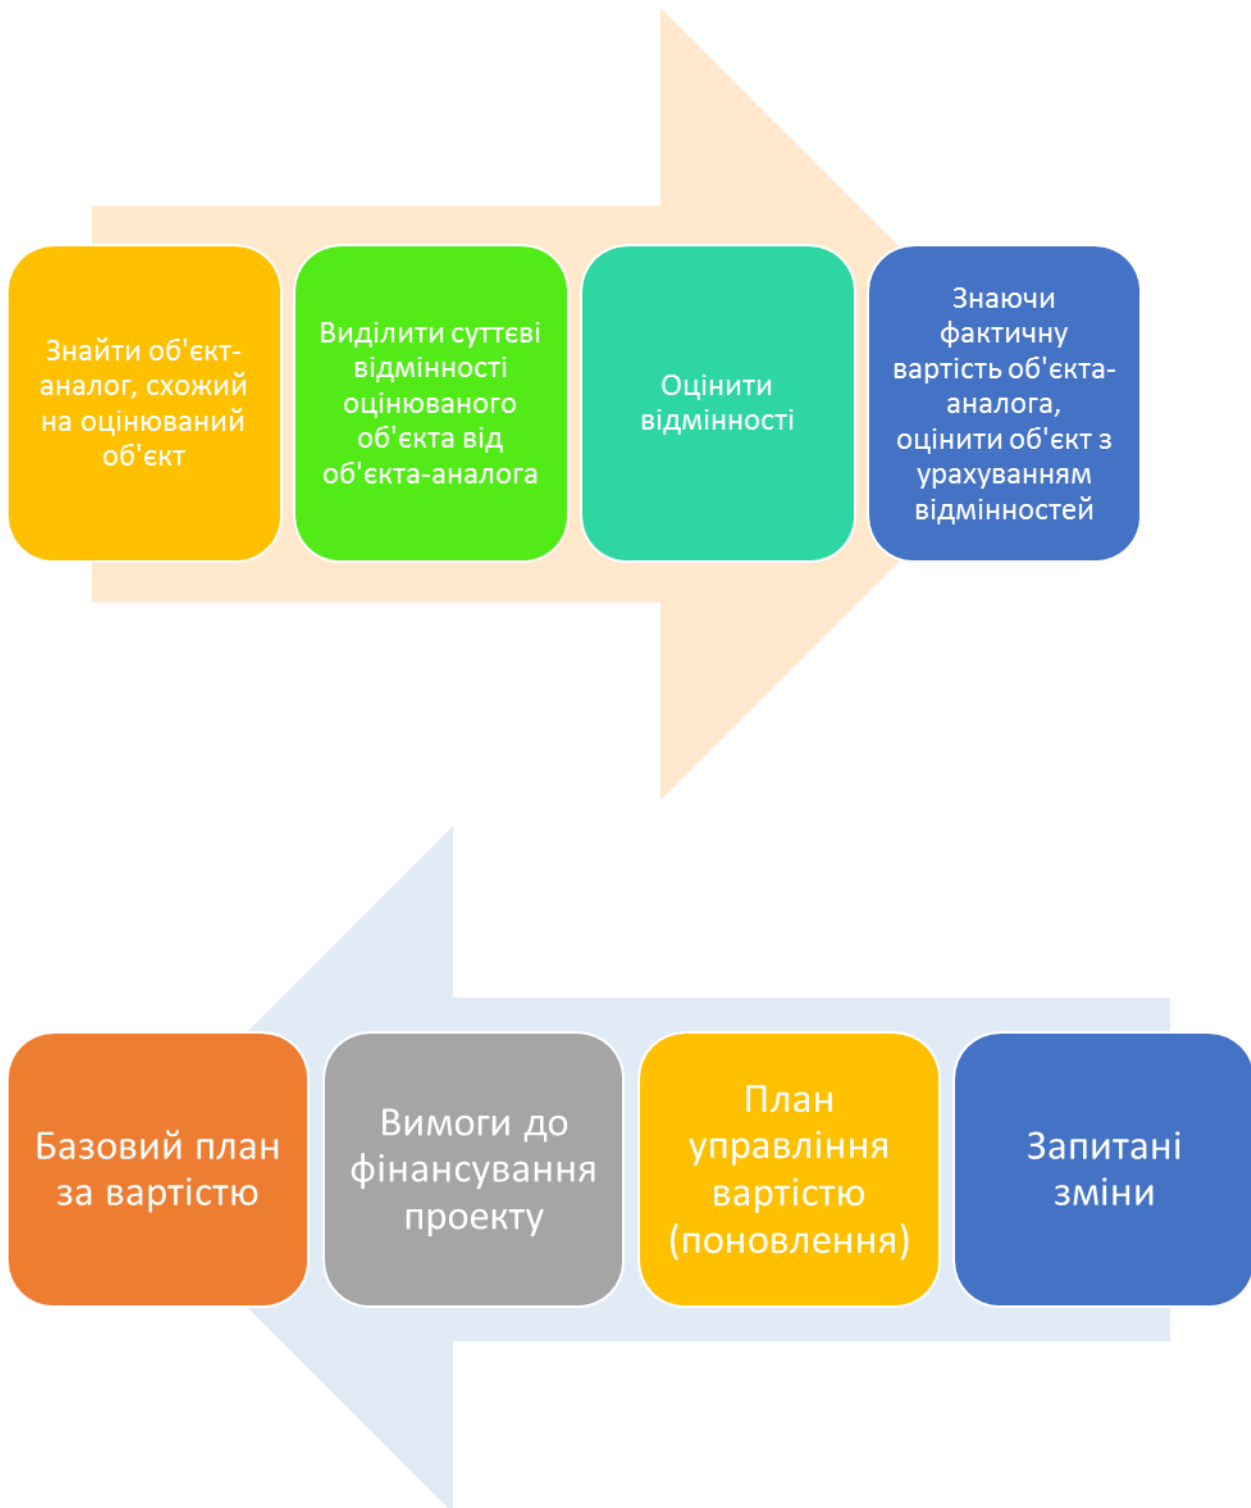 Знайти об'єкт-
аналог, схожий
на оцінюваний
об'єкт
Виділити суттєві
відмінності
оцінюваного
об'єкта від
об'єкта-аналога
Оцінити
відмінності
Знаючи
фактичну
вартість об'єкта-
аналога,
оцінити об'єкт з
урахуванням
відмінностей
Базовий план
за вартістю
Вимоги до
фінансування
проекту
План
управління
вартістю
(поновлення)
Запитані
зміни